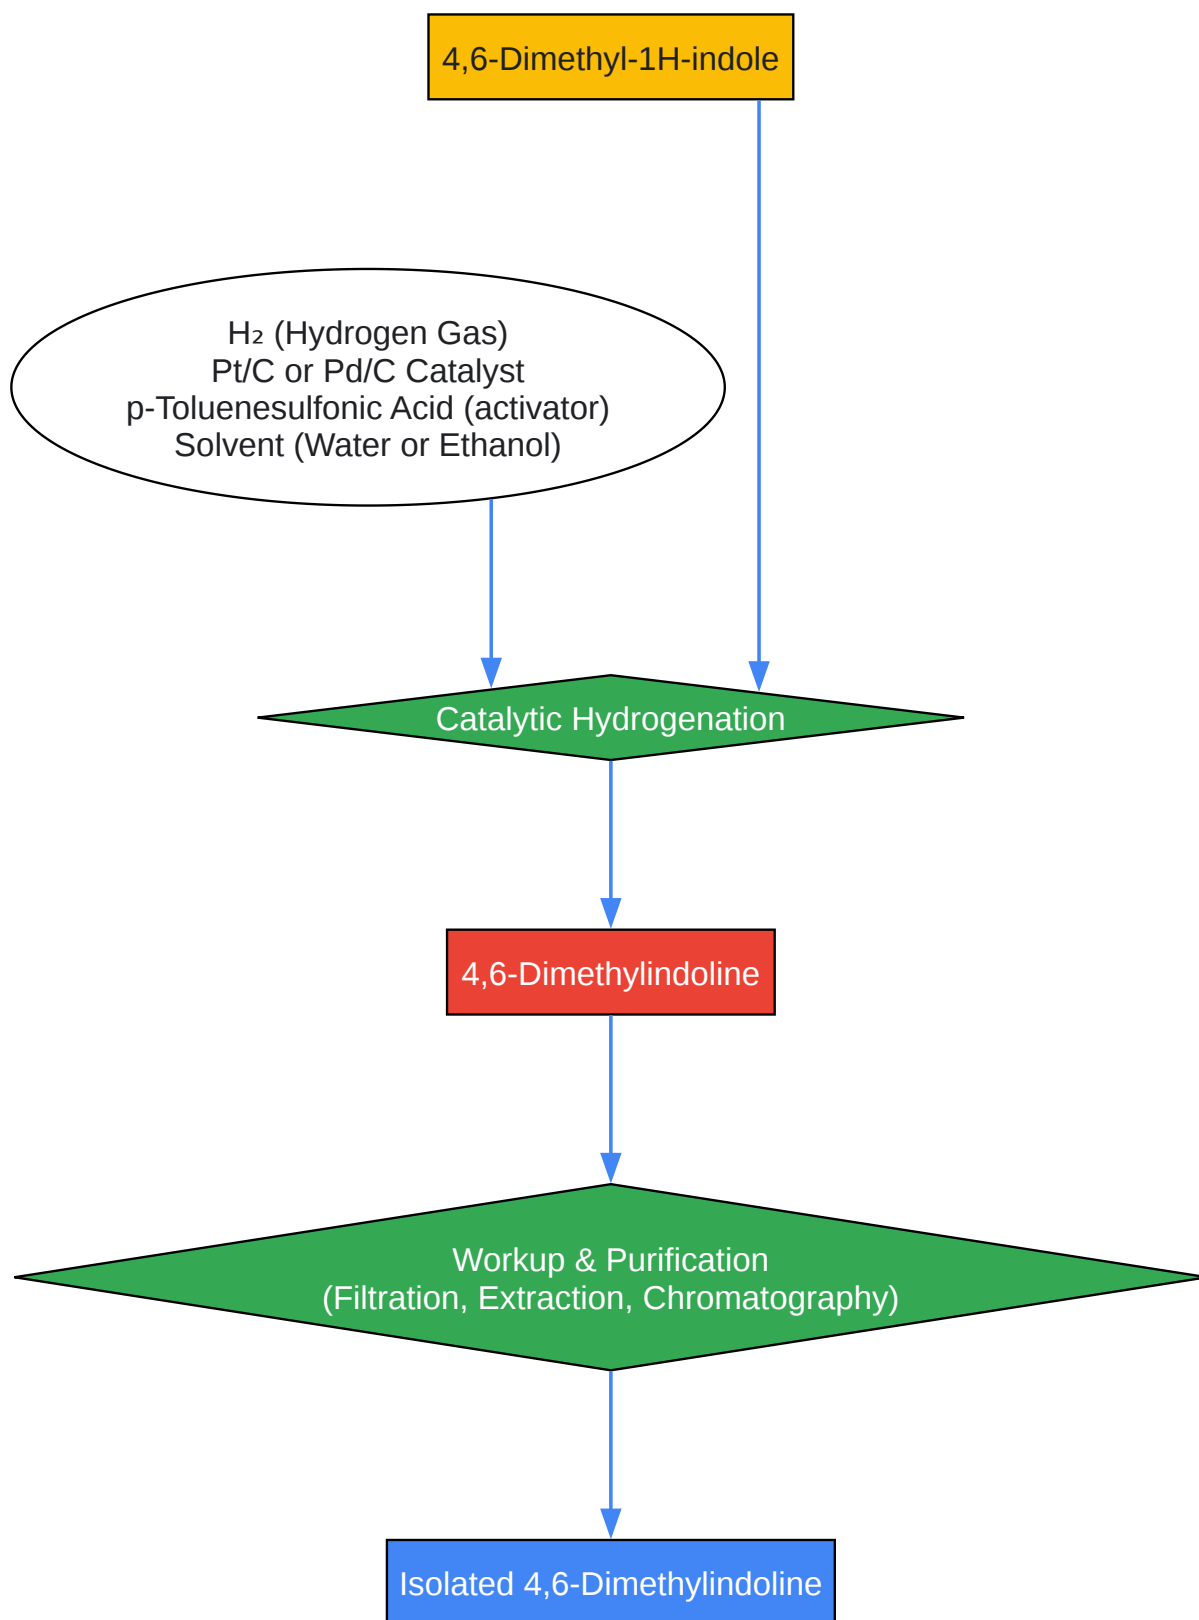 4,6-Dimethyl-1H-indole
H₂ (Hydrogen Gas)
Pt/C or Pd/C Catalyst
p-Toluenesulfonic Acid (activator)
Solvent (Water or Ethanol)
Catalytic Hydrogenation
4,6-Dimethylindoline
Workup & Purification
(Filtration, Extraction, Chromatography)
Isolated 4,6-Dimethylindoline